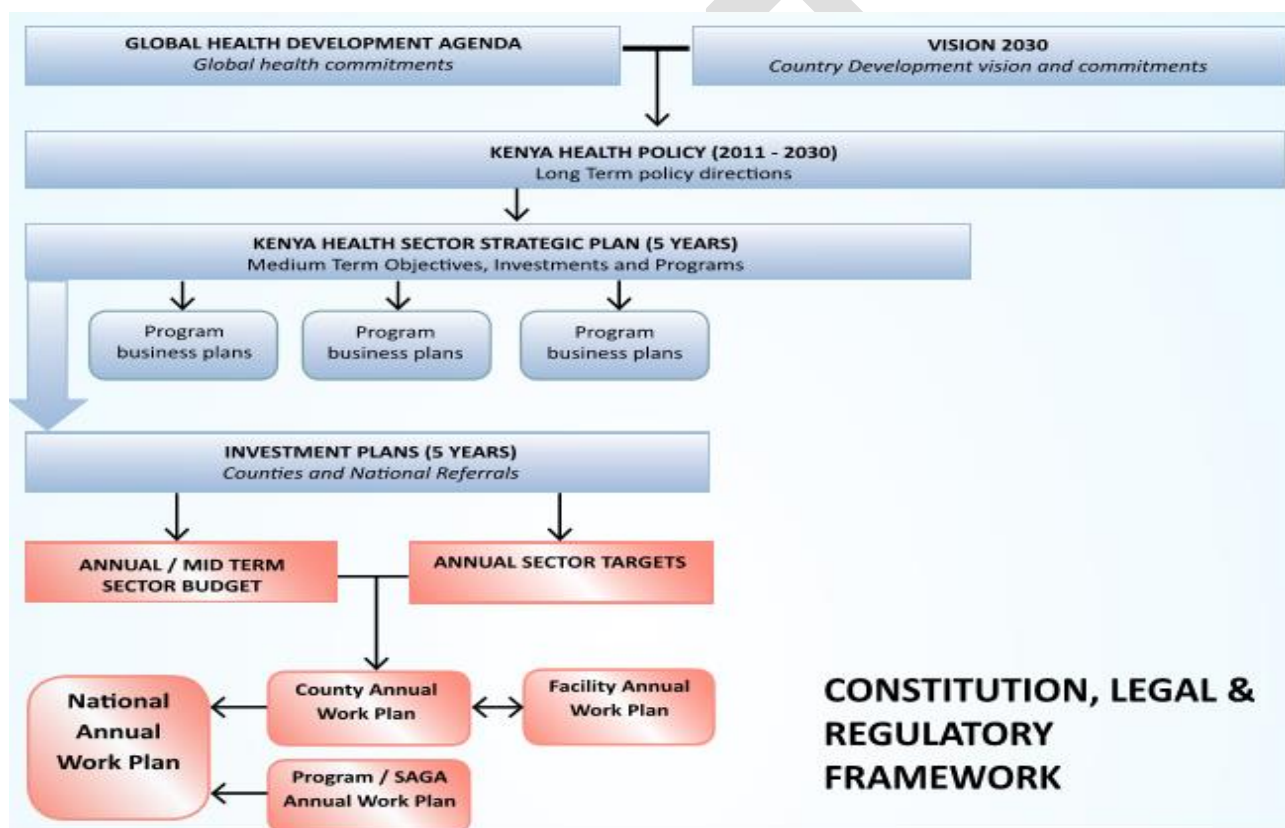 GLOBAL HEALTH DEVELOPMENT AGENDA
Global health commitments
VISION 2030
Country Development vision and commitments
KENYA HEALTH POLICY (2011 - 2030)
Long Term policy directions
KENYA HEALTH SECTOR STRATEGIC PLAN (5 YEARS)
Medium Term Objectives, Investments and Programs
Program
business plans
Program
business plans
Program
business plans
INVESTMENT PLANS (5 YEARS)
Counties and National Referrals
ANNUAL / MID TERM
SECTOR BUDGET
ANNUAL SECTOR TARGETS
National
Annual
Work Plan
County Annual
Work Plan
Facility Annual
Work Plan
Program / SAGA
Annual Work Plan
CONSTITUTION, LEGAL &
REGULATORY
FRAMEWORK